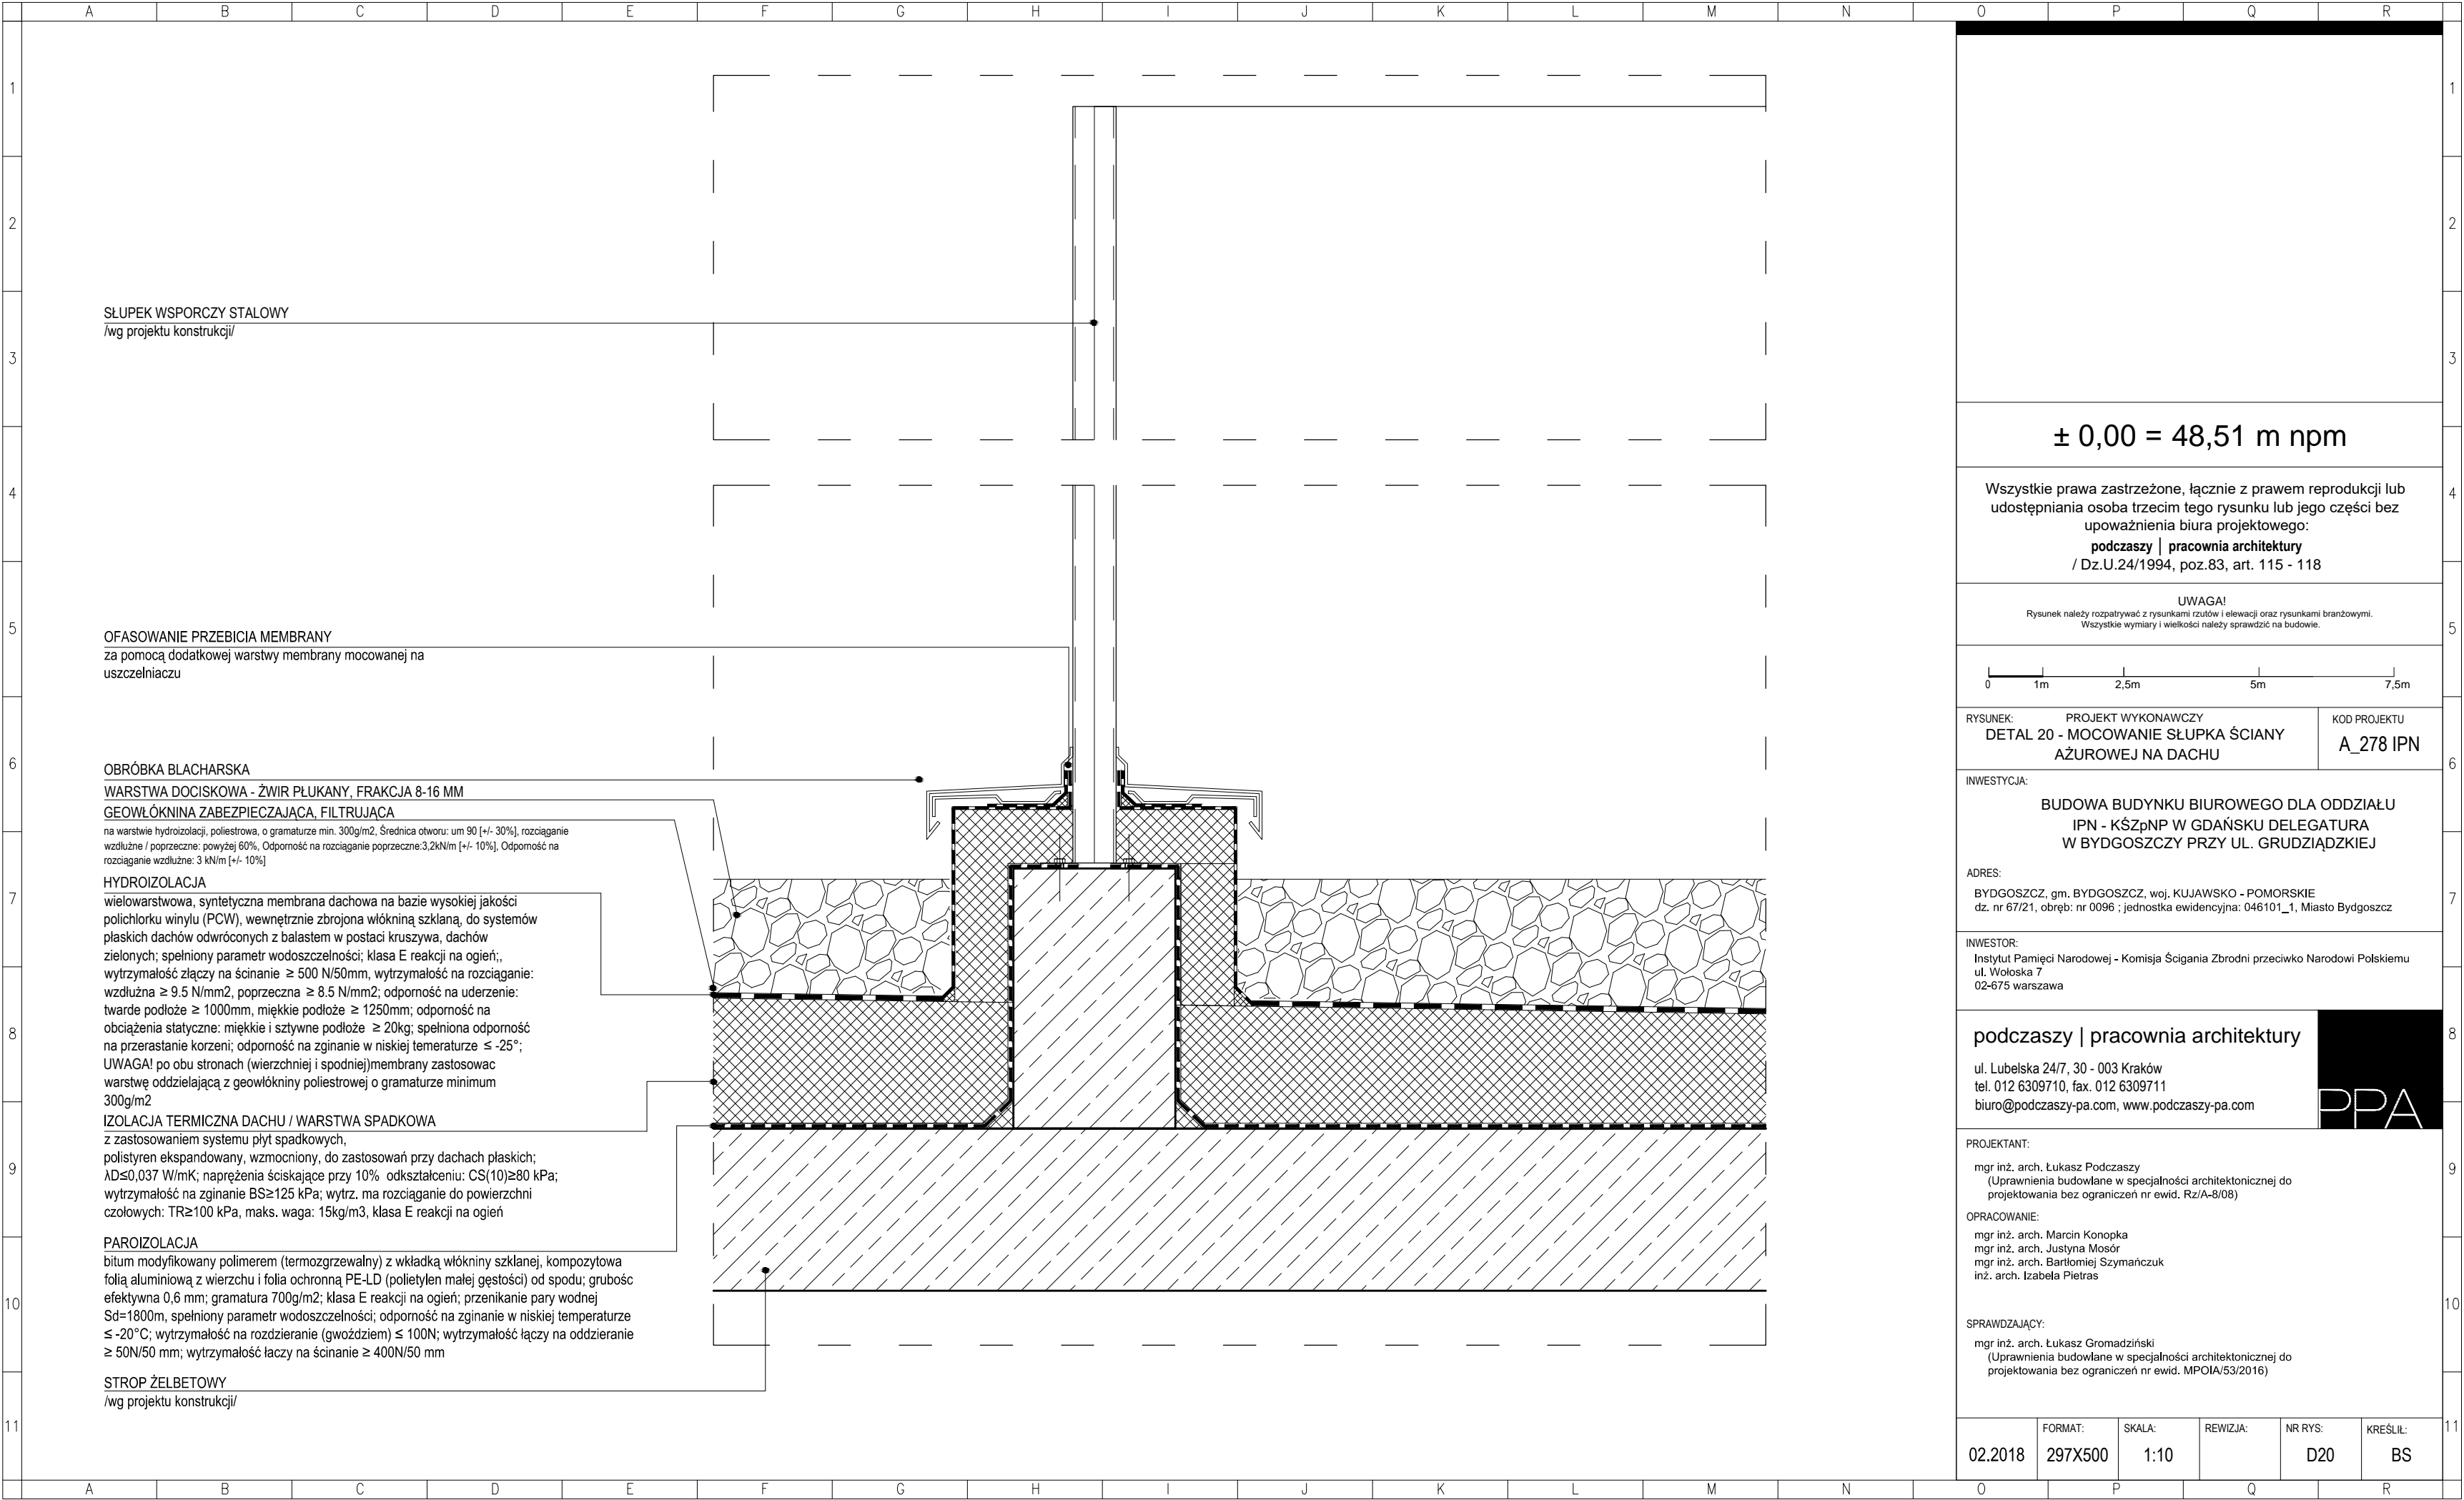 A B C D E F G H I J K L M N O P Q R
1
2
3
4
5
6
7
8
9
10
11
SŁUPEK WSPORCZY STALOWY
/wg projektu konstrukcji/
OFASOWANIE PRZEBICIA MEMBRANY
za pomocą dodatkowej warstwy membrany mocowanej na
uszczelniaczu
OBRÓBKA BLACHARSKA
WARSTWA DOCISKOWA - ŻWIR PŁUKANY, FRAKCJA 8-16 MM
GEOWŁÓKNINA ZABEZPIECZAJĄCA, FILTRUJĄCA
na warstwie hydroizolacji, poliestrowa, o gramaturze min. 300g/m2, Średnica otworu: um 90 [+/- 30%], rozciąganie
wzdłużne / poprzeczne: powyżej 60%, Odporność na rozciąganie poprzeczne:3,2kN/m [+/- 10%], Odporność na
rozciąganie wzdłużne: 3 kN/m [+/- 10%]
HYDROIZOLACJA
wielowarstwowa, syntetyczna membrana dachowa na bazie wysokiej jakości
polichlorku winylu (PCW), wewnętrznie zbrojona włókniną szklaną, do systemów
płaskich dachów odwróconych z balastem w postaci kruszywa, dachów
zielonych; spełniony parametr wodoszczelności; klasa E reakcji na ogień;,
wytrzymałość złączy na ścinanie ≥ 500 N/50mm, wytrzymałość na rozciąganie:
wzdłużna ≥ 9.5 N/mm2, poprzeczna ≥ 8.5 N/mm2; odporność na uderzenie:
twarde podłoże ≥ 1000mm, miękkie podłoże ≥ 1250mm; odporność na
obciążenia statyczne: miękkie i sztywne podłoże ≥ 20kg; spełniona odporność
na przerastanie korzeni; odporność na zginanie w niskiej temeraturze ≤ -25°;
UWAGA! po obu stronach (wierzchniej i spodniej)membrany zastosowac
warstwę oddzielającą z geowłókniny poliestrowej o gramaturze minimum
300g/m2
IZOLACJA TERMICZNA DACHU / WARSTWA SPADKOWA
z zastosowaniem systemu płyt spadkowych,
polistyren ekspandowany, wzmocniony, do zastosowań przy dachach płaskich;
λD≤0,037 W/mK; naprężenia ściskające przy 10% odkształceniu: CS(10)≥80 kPa;
wytrzymałość na zginanie BS≥125 kPa; wytrz. ma rozciąganie do powierzchni
czołowych: TR≥100 kPa, maks. waga: 15kg/m3, klasa E reakcji na ogień
PAROIZOLACJA
bitum modyfikowany polimerem (termozgrzewalny) z wkładką włókniny szklanej, kompozytowa
folią aluminiową z wierzchu i folia ochronną PE-LD (polietylen małej gęstości) od spodu; grubośc
efektywna 0,6 mm; gramatura 700g/m2; klasa E reakcji na ogień; przenikanie pary wodnej
Sd=1800m, spełniony parametr wodoszczelności; odporność na zginanie w niskiej temperaturze
≤ -20°C; wytrzymałość na rozdzieranie (gwoździem) ≤ 100N; wytrzymałość łączy na oddzieranie
≥ 50N/50 mm; wytrzymałość łaczy na ścinanie ≥ 400N/50 mm
STROP ŻELBETOWY
/wg projektu konstrukcji/
± 0,00 = 48,51 m npm
Wszystkie prawa zastrzeżone, łącznie z prawem reprodukcji lub
udostępniania osoba trzecim tego rysunku lub jego części bez
upoważnienia biura projektowego:
podczaszy | pracownia architektury
/ Dz.U.24/1994, poz.83, art. 115 - 118
UWAGA!
Rysunek należy rozpatrywać z rysunkami rzutów i elewacji oraz rysunkami branżowymi.
Wszystkie wymiary i wielkości należy sprawdzić na budowie.
0 1m 2,5m 5m 7,5m
RYSUNEK: PROJEKT WYKONAWCZY
DETAL 20 - MOCOWANIE SŁUPKA ŚCIANY
AŻUROWEJ NA DACHU
KOD PROJEKTU
A_278 IPN
INWESTYCJA:
BUDOWA BUDYNKU BIUROWEGO DLA ODDZIAŁU
IPN - KŚZpNP W GDAŃSKU DELEGATURA
W BYDGOSZCZY PRZY UL. GRUDZIĄDZKIEJ
ADRES:
BYDGOSZCZ, gm. BYDGOSZCZ, woj. KUJAWSKO - POMORSKIE
dz. nr 67/21, obręb: nr 0096 ; jednostka ewidencyjna: 046101_1, Miasto Bydgoszcz
INWESTOR:
Instytut Pamięci Narodowej - Komisja Ścigania Zbrodni przeciwko Narodowi Polskiemu
ul. Wołoska 7
02-675 warszawa
podczaszy | pracownia architektury
ul. Lubelska 24/7, 30 - 003 Kraków
tel. 012 6309710, fax. 012 6309711
biuro@podczaszy-pa.com, www.podczaszy-pa.com
PPA
PROJEKTANT:
mgr inż. arch. Łukasz Podczaszy
(Uprawnienia budowlane w specjalności architektonicznej do
projektowania bez ograniczeń nr ewid. Rz/A-8/08)
OPRACOWANIE:
mgr inż. arch. Marcin Konopka
mgr inż. arch. Justyna Mosór
mgr inż. arch. Bartłomiej Szymańczuk
inż. arch. Izabela Pietras
SPRAWDZAJĄCY:
mgr inż. arch. Łukasz Gromadziński
(Uprawnienia budowlane w specjalności architektonicznej do
projektowania bez ograniczeń nr ewid. MPOIA/53/2016)
FORMAT: SKALA: REWIZJA: NR RYS: KREŚLIŁ:
02.2018 297X500 1:10 D20 BS
1
2
3
4
5
6
7
8
9
10
11
A B C D E F G H I J K L M N O P Q R